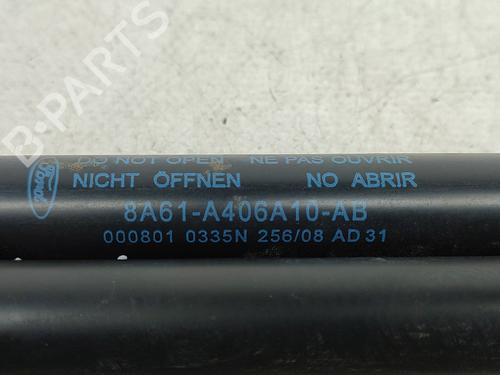 B-PARTS
DO NOT OPEN NE PAS OUVRIR
Ford
NICHT ÖFFNEN NO ABRIR
8A61-A406A10-AB
000801 0335N 256/08 AD 31